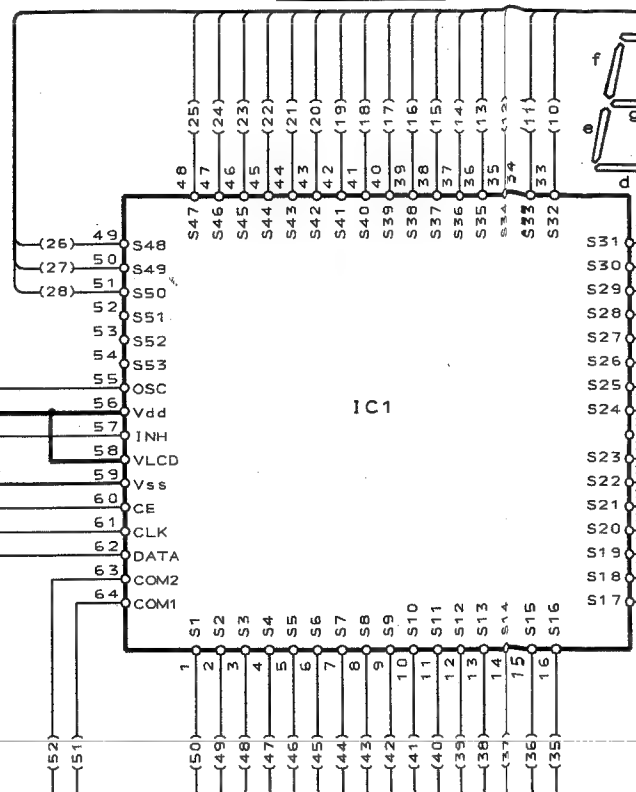 (25) (24) (23) (22) (21) (20) (19) (18) (17) (16) (15) (14) (13) (12) (11) (10)
f
e
g
d
48 47 46 45 44 43 42 41 40 39 38 37 36 35 34 33
S47 S46 S45 S44 S43 S42 S41 S40 S39 S38 S37 S36 S35 S34 S33 S32
(26) 49 S48
(27) 50 S49
(28) 51 S50
52 S51
53 S52
54 S53
55 OSC
56 Vdd
57 INH
58 VLCD
59 Vss
60 CE
61 CLK
62 DATA
63 COM2
64 COM1
IC1
S31
S30
S29
S28
S27
S26
S25
S24
S23
S22
S21
S20
S19
S18
S17
S1 S2 S3 S4 S5 S6 S7 S8 S9 S10 S11 S12 S13 S14 S15 S16
1 2 3 4 5 6 7 8 9 10 11 12 13 14 15 16
(52) (51) (50) (49) (48) (47) (46) (45) (44) (43) (42) (41) (40) (39) (38) (37) (36) (35)